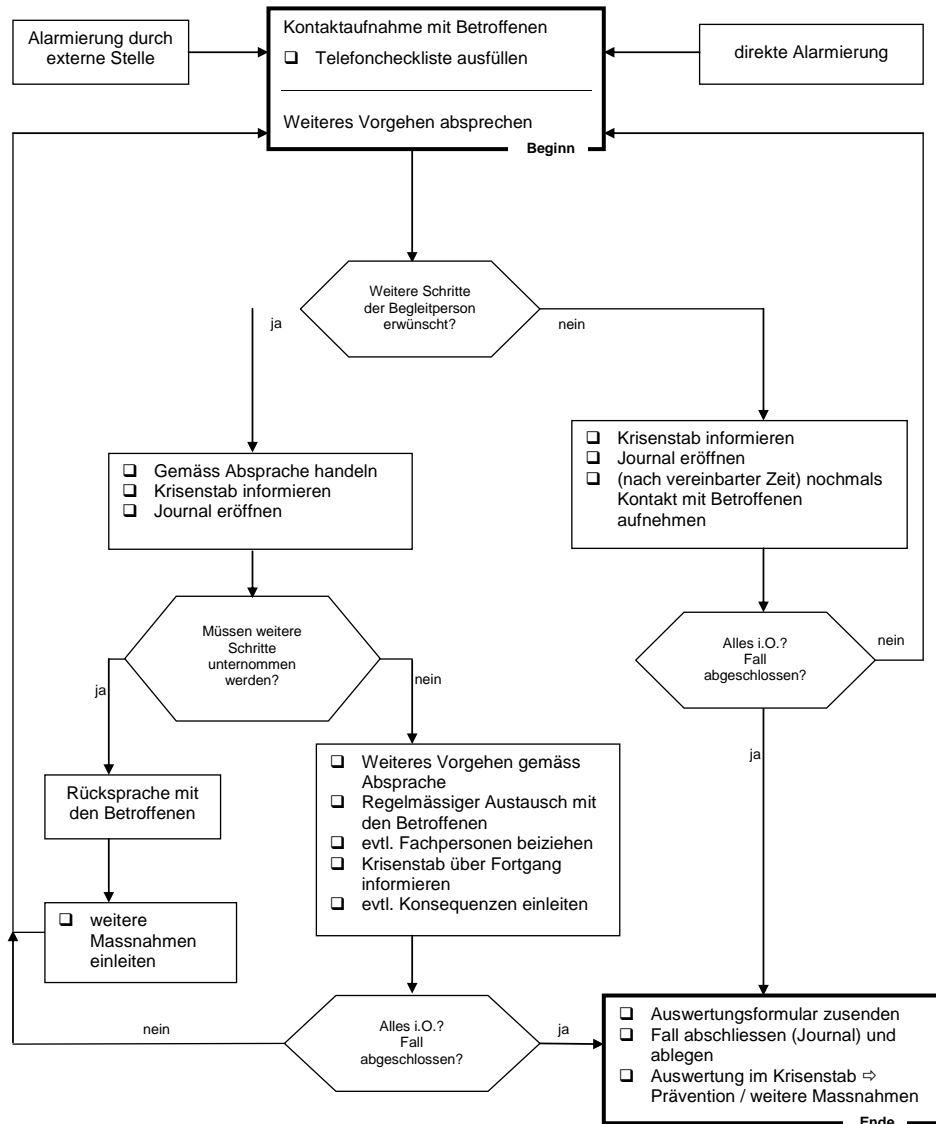 Alarmierung durch
externe Stelle
Kontaktaufnahme mit Betroffenen
❑ Telefoncheckliste ausfüllen
Weiteres Vorgehen absprechen
Beginn
direkte Alarmierung
Weitere Schritte
der Begleitperson
erwünscht?
ja
nein
❑ Gemäss Absprache handeln
❑ Krisenstab informieren
❑ Journal eröffnen
❑ Krisenstab informieren
❑ Journal eröffnen
❑ (nach vereinbarter Zeit) nochmals
Kontakt mit Betroffenen
aufnehmen
Müssen weitere
Schritte
unternommen
werden?
ja
nein
Alles i.O.?
Fall
abgeschlossen?
nein
ja
Rücksprache mit
den Betroffenen
❑ weitere
Massnahmen
einleiten
❑ Weiteres Vorgehen gemäss
Absprache
❑ Regelmässiger Austausch mit
den Betroffenen
❑ evtl. Fachpersonen beiziehen
❑ Krisenstab über Fortgang
informieren
❑ evtl. Konsequenzen einleiten
Alles i.O.?
Fall
abgeschlossen?
nein
ja
❑ Auswertungsformular zusenden
❑ Fall abschliessen (Journal) und
ablegen
❑ Auswertung im Krisenstab ⇨
Prävention / weitere Massnahmen
Ende